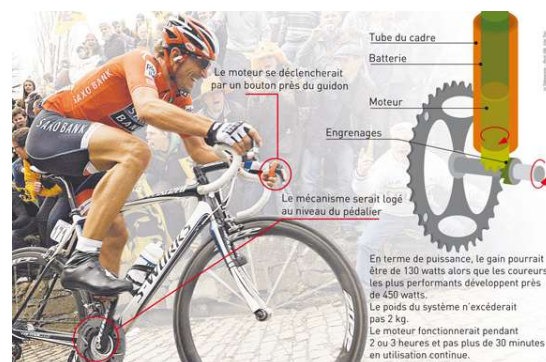 Le moteur se déclencherait
par un bouton près du guidon
Tube du cadre
Batterie
Moteur
Engrenages
Le mécanisme serait logé
au niveau du pédalier
En terme de puissance, le gain pourrait
être de 130 watts alors que les coureurs
les plus performants développent près
de 450 watts.
Le poids du système n'excéderait
pas 2 kg.
Le moteur fonctionnerait pendant
2 ou 3 heures et pas plus de 30 minutes
en utilisation continue.
SAXO BANK
SAXO BANK
S-WORKS